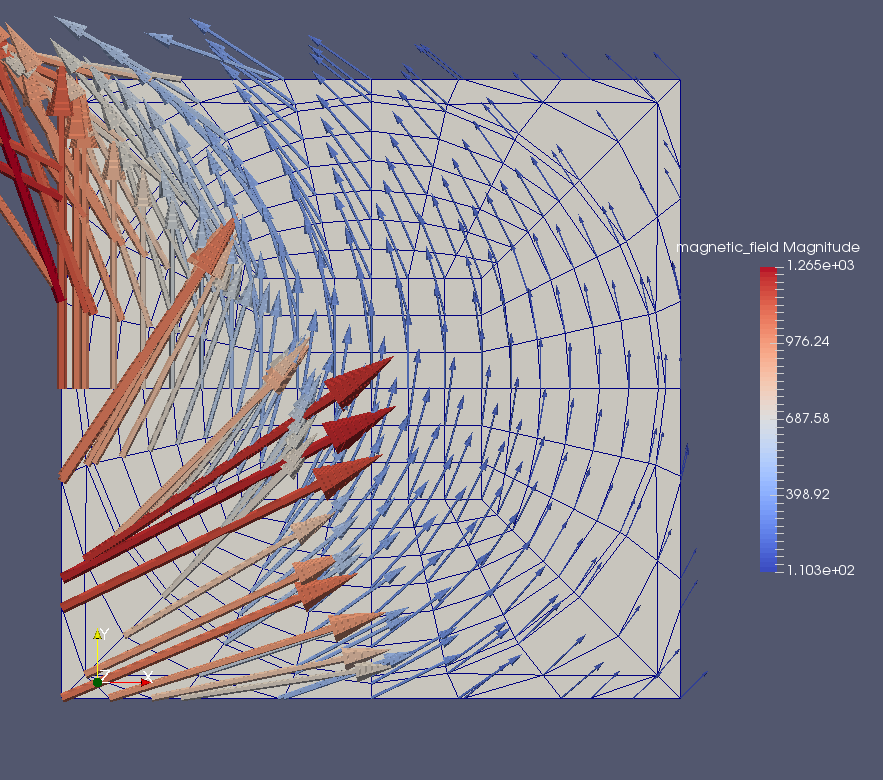 magnetic_field Magnitude
1.265e+03
976.24
687.58
398.92
1.103e+02
Y
Z
X